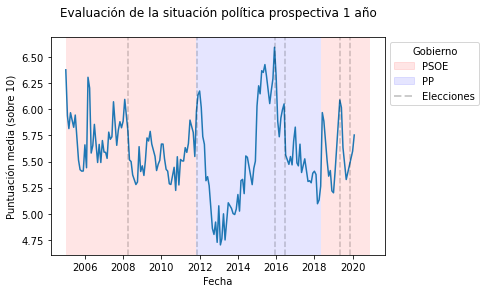 Evaluación de la situación política prospectiva 1 año
Puntuación media (sobre 10)
6.50
6.25
6.00
5.75
5.50
5.25
5.00
4.75
2006
2008
2010
2012
2014
2016
2018
2020
Fecha
Gobierno
PSOE
PP
Elecciones